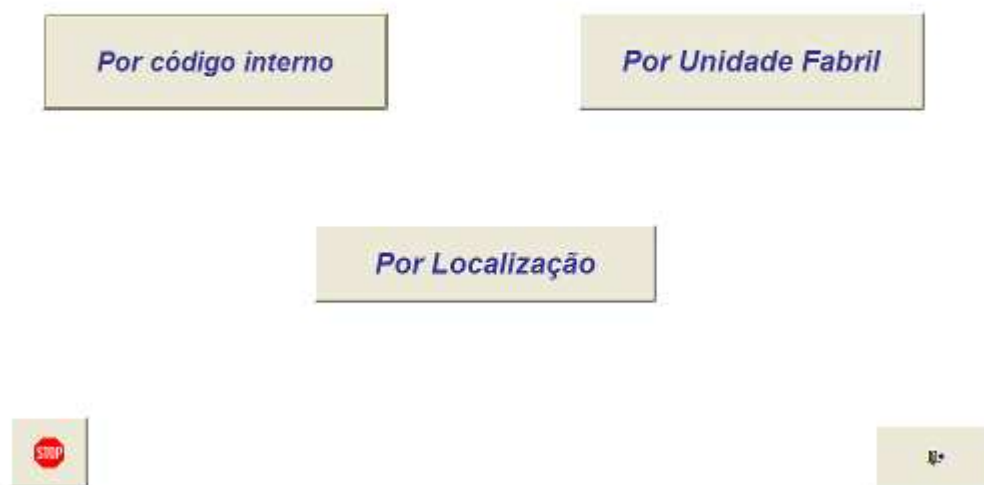 Por código interno
Por Unidade Fabril
Por Localização
STOP